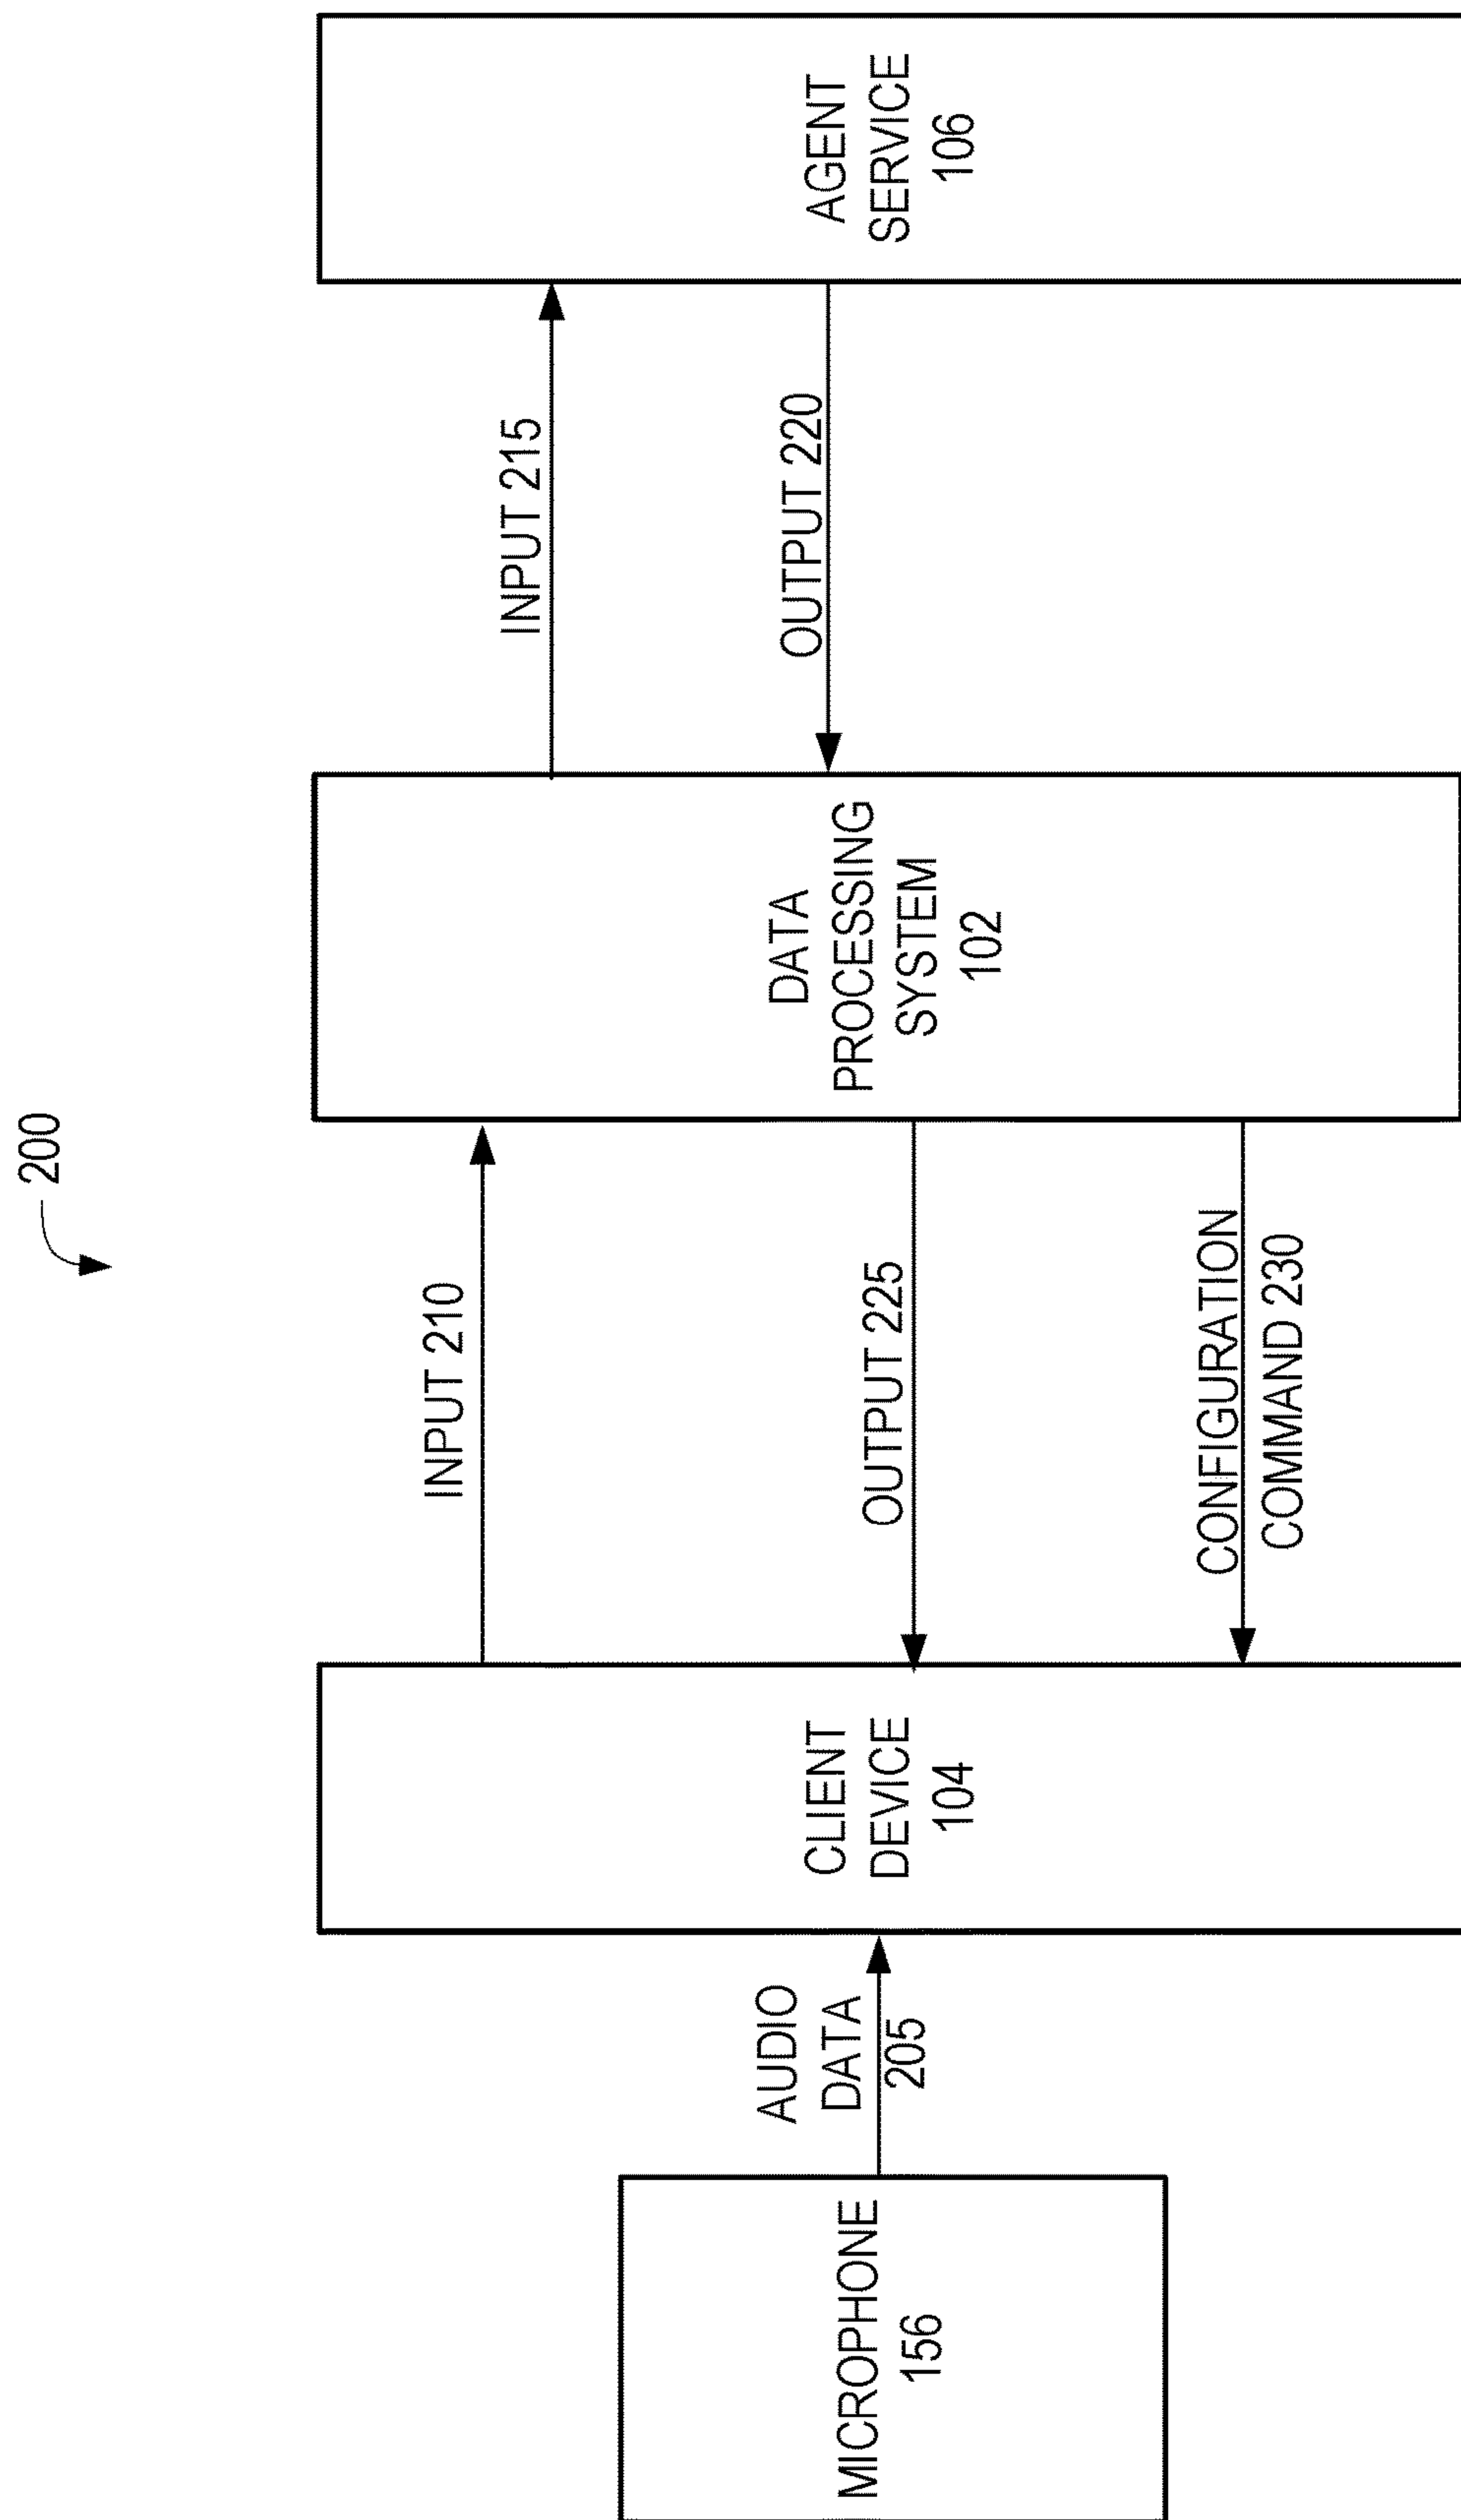 200
MICROPHONE
156
AUDIO
DATA
205
CLIENT
DEVICE
104
INPUT 210
OUTPUT 225
CONFIGURATION
COMMAND 230
DATA
PROCESSING
SYSTEM
102
INPUT 215
OUTPUT 220
AGENT
SERVICE
106